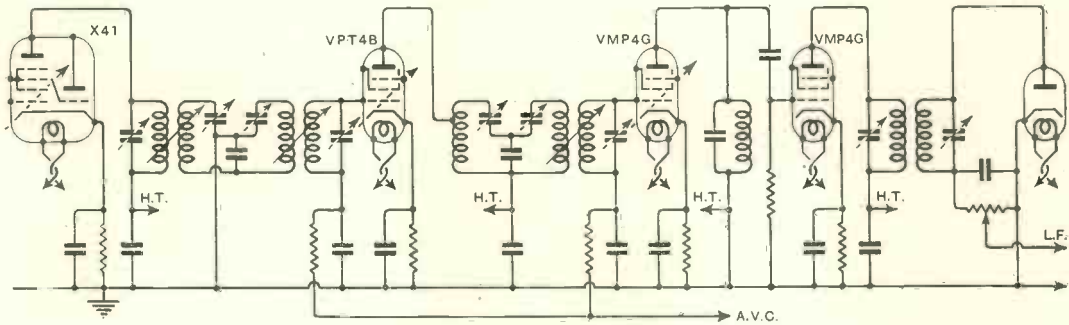 X41
VPT4B
VMP4G
VMP4G
H.T.
H.T.
H.T.
H.T.
L.F.
A.V.C.